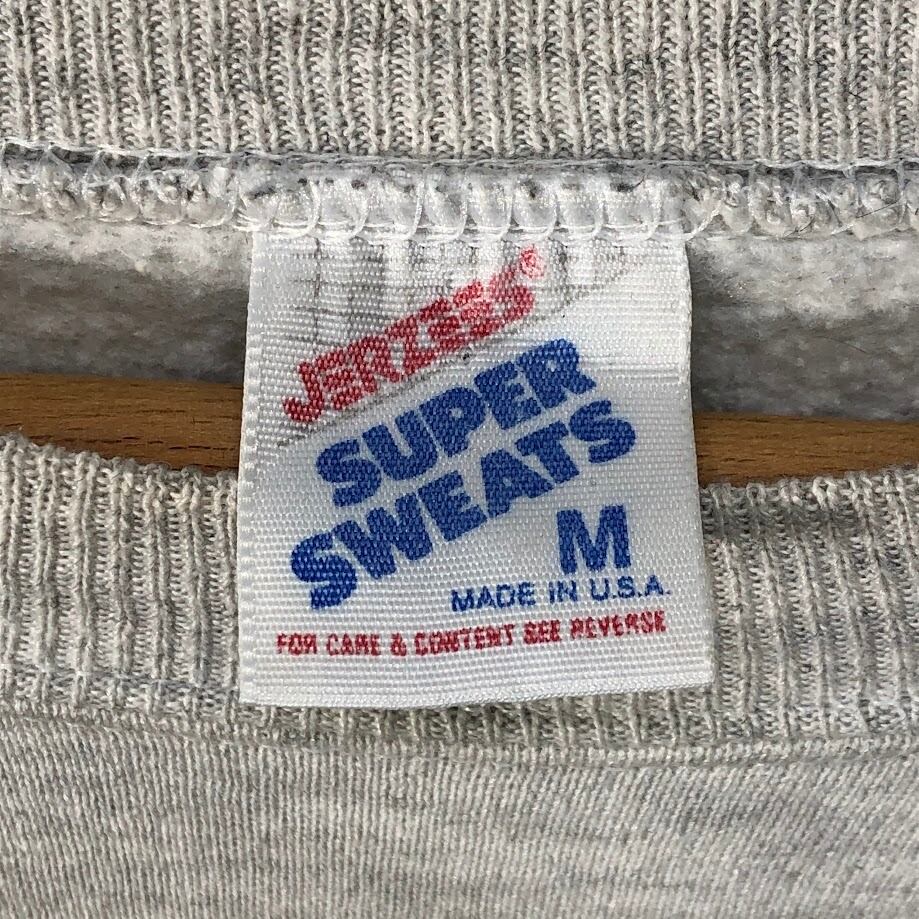 JERZEES®
SUPER
SWEATS
M
MADE IN U.S.A.
FOR CARE & CONTENT SEE REVERSE